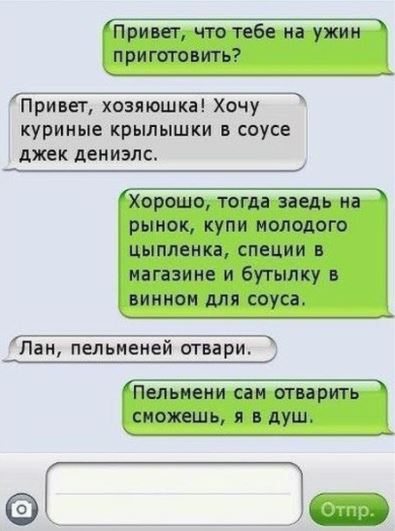 Привет, что тебе на ужин
приготовить?
Привет, хозяюшка! Хочу
куриные крылышки в соусе
джек дениэлс.
Хорошо, тогда заедь на
рынок, купи молодого
цыпленка, специи в
магазине и бутылку в
винном для соуса.
Лан, пельменей отвари.
Пельмени сам отварить
сможешь, я в душ.
Отпр.